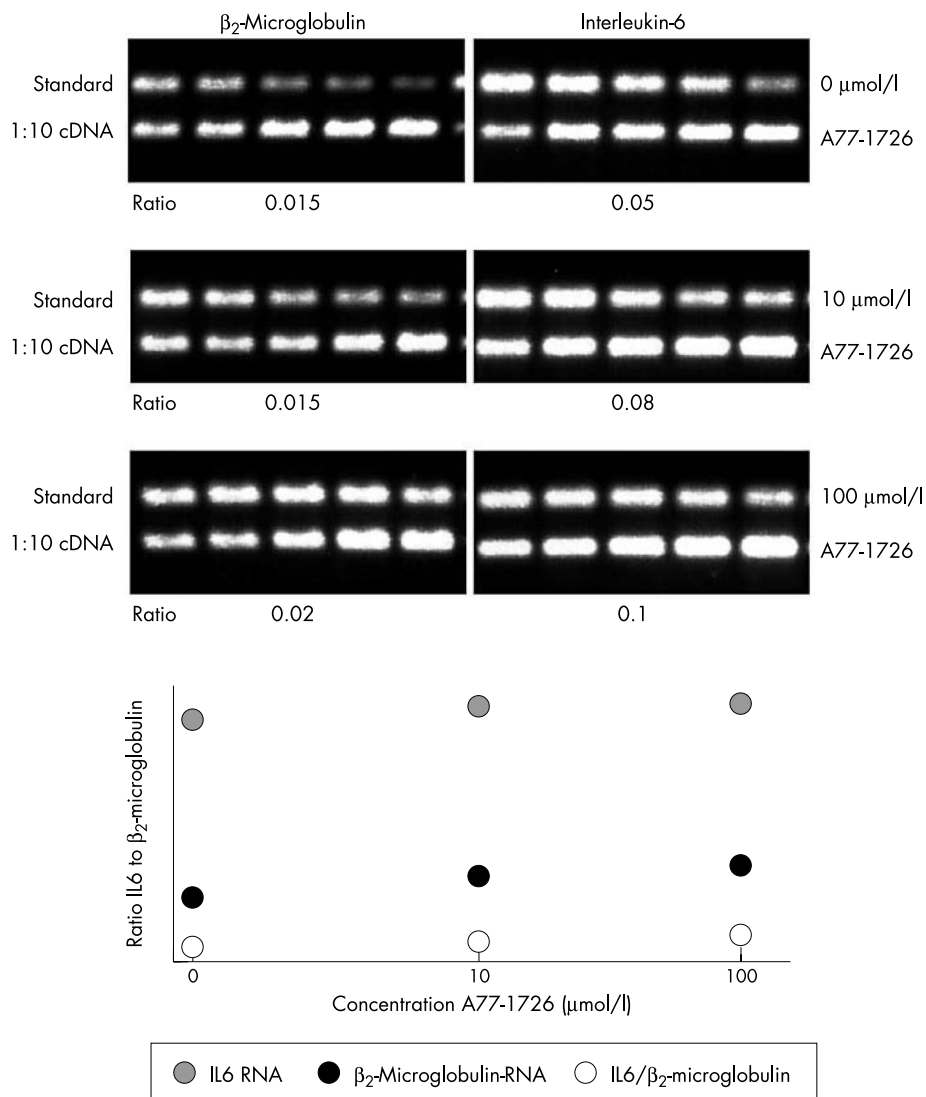 β₂-Microglobulin Interleukin-6
Standard 0 μmol/l
1:10 cDNA A77-1726
Ratio 0.015 0.05
Standard 10 μmol/l
1:10 cDNA A77-1726
Ratio 0.015 0.08
Standard 100 μmol/l
1:10 cDNA A77-1726
Ratio 0.02 0.1
Ratio IL6 to β₂-microglobulin
0 10 100
Concentration A77-1726 (μmol/l)
IL6 RNA β₂-Microglobulin-RNA IL6/β₂-microglobulin